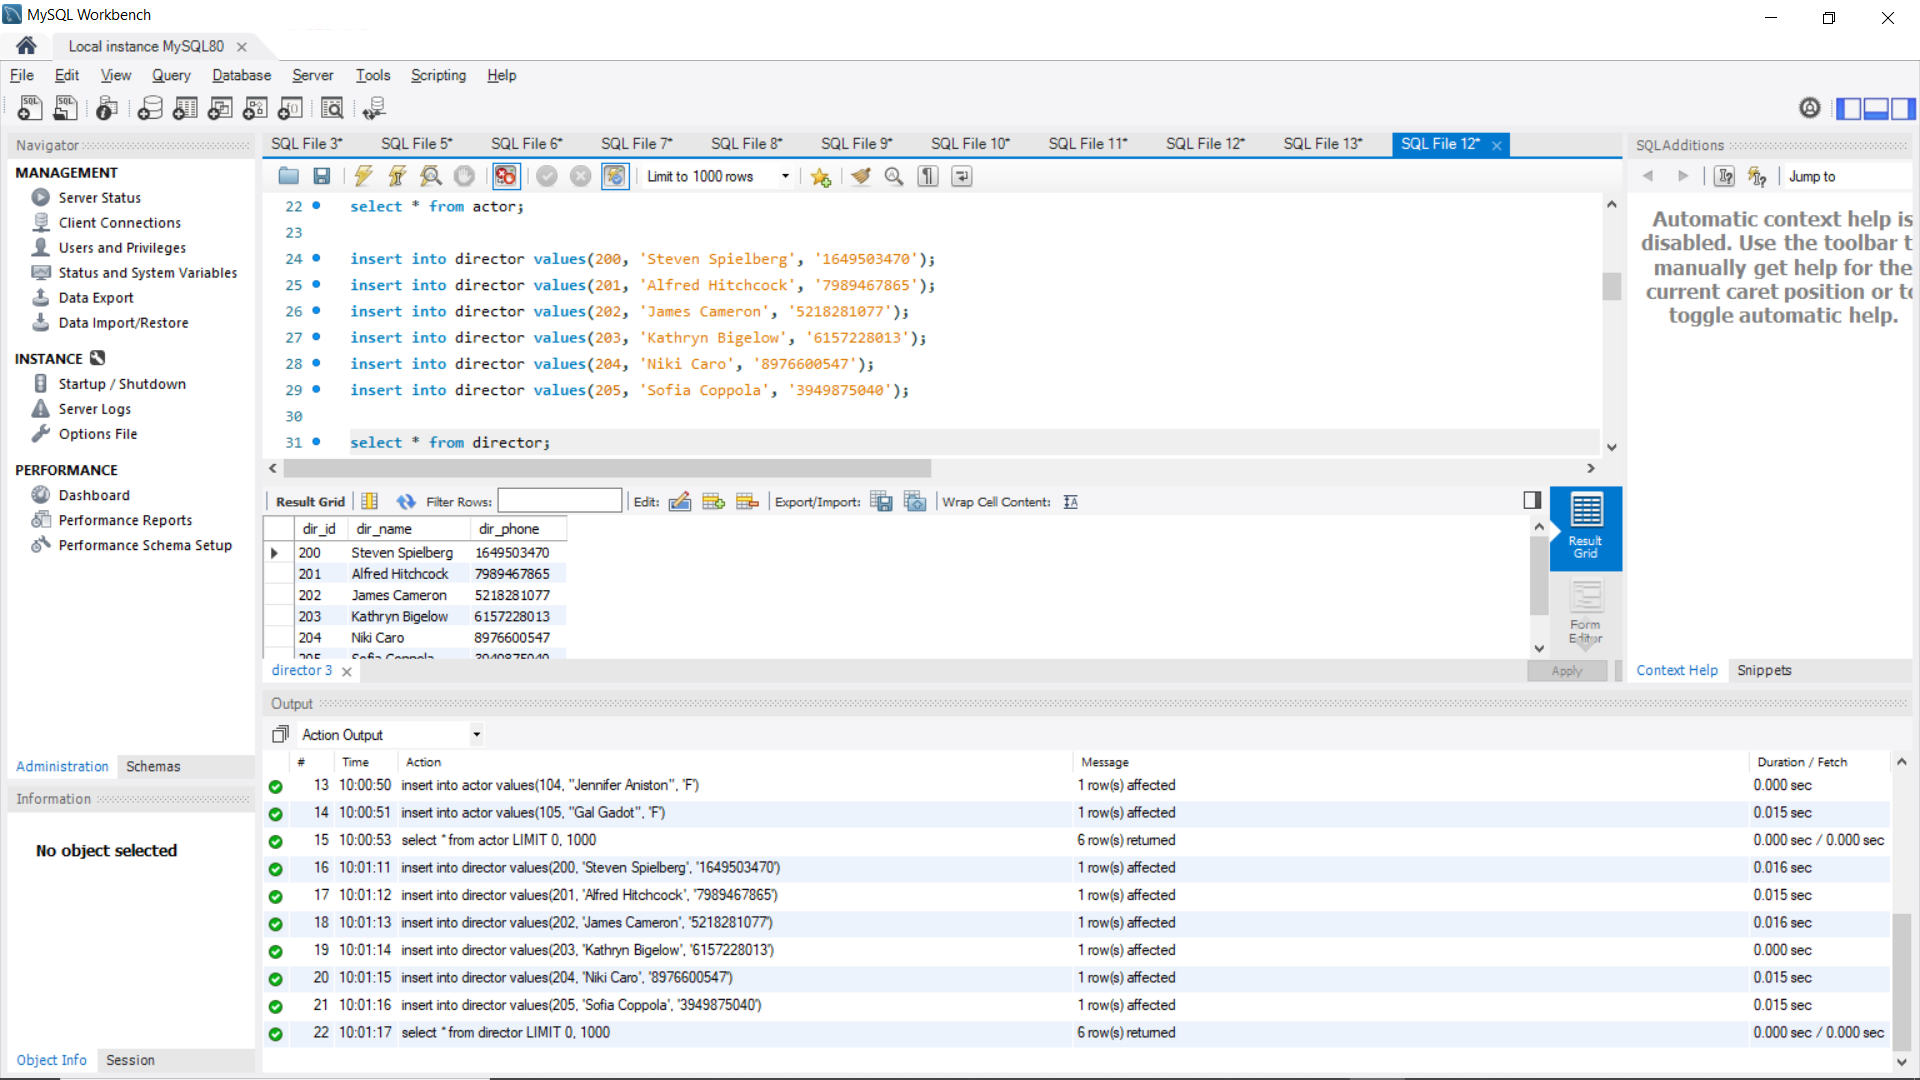 MySQL Workbench
Local instance MySQL80
File Edit View Query Database Server Tools Scripting Help
Navigator
MANAGEMENT
Server Status
Client Connections
Users and Privileges
Status and System Variables
Data Export
Data Import/Restore
INSTANCE
Startup / Shutdown
Server Logs
Options File
PERFORMANCE
Dashboard
Performance Reports
Performance Schema Setup
Administration Schemas
Information
No object selected
Object Info Session
SQL File 3* SQL File 5* SQL File 6* SQL File 7* SQL File 8* SQL File 9* SQL File 10* SQL File 11* SQL File 12* SQL File 13* SQL File 12*
Limit to 1000 rows
22 select * from actor;
23
24 insert into director values(200, 'Steven Spielberg', '1649503470');
25 insert into director values(201, 'Alfred Hitchcock', '7989467865');
26 insert into director values(202, 'James Cameron', '5218281077');
27 insert into director values(203, 'Kathryn Bigelow', '6157228013');
28 insert into director values(204, 'Niki Caro', '8976600547');
29 insert into director values(205, 'Sofia Coppola', '3949875040');
30
31 select * from director;
Result Grid Filter Rows: Edit: Export/Import: Wrap Cell Content:
dir_id dir_name dir_phone
200 Steven Spielberg 1649503470
201 Alfred Hitchcock 7989467865
202 James Cameron 5218281077
203 Kathryn Bigelow 6157228013
204 Niki Caro 8976600547
205 Sofia Coppola 3949875040
Result
Grid
Form
Editor
director 3
Apply
SQLAdditions
Jump to
Automatic context help is
disabled. Use the toolbar t
manually get help for the
current caret position or to
toggle automatic help.
Context Help Snippets
Output
Action Output
# Time Action Message Duration / Fetch
13 10:00:50 insert into actor values(104, "Jennifer Aniston", 'F') 1 row(s) affected 0.000 sec
14 10:00:51 insert into actor values(105, "Gal Gadot", 'F') 1 row(s) affected 0.015 sec
15 10:00:53 select * from actor LIMIT 0, 1000 6 row(s) returned 0.000 sec / 0.000 sec
16 10:01:11 insert into director values(200, 'Steven Spielberg', '1649503470') 1 row(s) affected 0.016 sec
17 10:01:12 insert into director values(201, 'Alfred Hitchcock', '7989467865') 1 row(s) affected 0.015 sec
18 10:01:13 insert into director values(202, 'James Cameron', '5218281077') 1 row(s) affected 0.016 sec
19 10:01:14 insert into director values(203, 'Kathryn Bigelow', '6157228013') 1 row(s) affected 0.000 sec
20 10:01:15 insert into director values(204, 'Niki Caro', '8976600547') 1 row(s) affected 0.015 sec
21 10:01:16 insert into director values(205, 'Sofia Coppola', '3949875040') 1 row(s) affected 0.015 sec
22 10:01:17 select * from director LIMIT 0, 1000 6 row(s) returned 0.000 sec / 0.000 sec